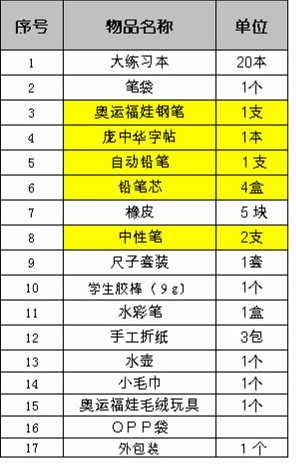 序号 物品名称 单位
1 大练习本 20本
2 笔袋 1个
3 奥运福娃钢笔 1支
4 庞中华字帖 1本
5 自动铅笔 1支
6 铅笔芯 4盒
7 橡皮 5块
8 中性笔 2支
9 尺子套装 1套
10 学生胶棒（9g） 1个
11 水彩笔 1盒
12 手工折纸 3包
13 水壶 1个
14 小毛巾 1个
15 奥运福娃毛绒玩具 1个
16 OPP袋
17 外包装 1个